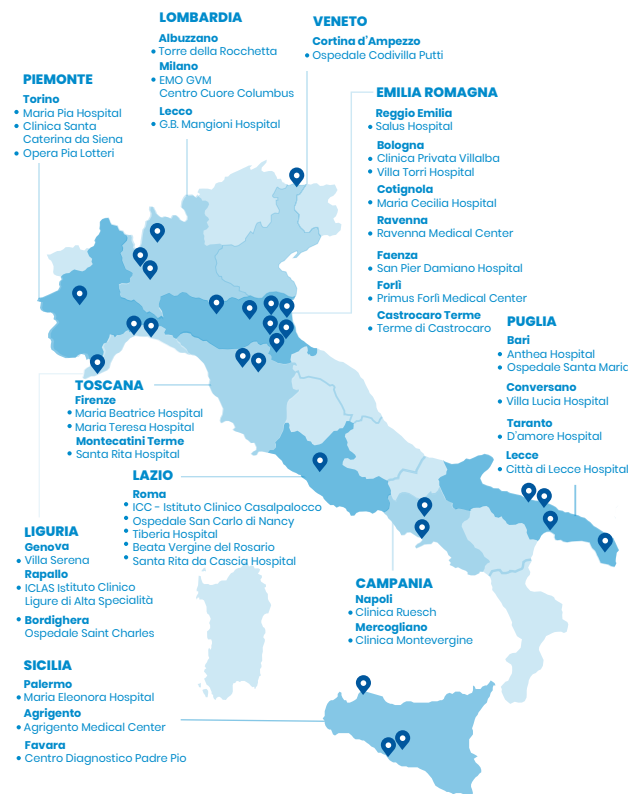 LOMBARDIA
Albuzzano
• Torre della Rocchetta
Milano
• EMO GVM
Centro Cuore Columbus
Lecco
• G.B. Mangioni Hospital
VENETO
Cortina d'Ampezzo
• Ospedale Codivilla Putti
PIEMONTE
Torino
• Maria Pia Hospital
• Clinica Santa
Caterina da Siena
• Opera Pia Lotteri
EMILIA ROMAGNA
Reggio Emilia
• Salus Hospital
Bologna
• Clinica Privata Villalba
• Villa Torri Hospital
Cotignola
• Maria Cecilia Hospital
Ravenna
• Ravenna Medical Center
Faenza
• San Pier Damiano Hospital
Forlì
• Primus Forlì Medical Center
Castrocaro Terme
• Terme di Castrocaro
PUGLIA
Bari
• Anthea Hospital
• Ospedale Santa Maria
Conversano
• Villa Lucia Hospital
Taranto
• D'amore Hospital
Lecce
• Città di Lecce Hospital
TOSCANA
Firenze
• Maria Beatrice Hospital
• Maria Teresa Hospital
Montecatini Terme
• Santa Rita Hospital
LAZIO
Roma
• ICC - Istituto Clinico Casalpalocco
• Ospedale San Carlo di Nancy
• Tiberia Hospital
• Beata Vergine del Rosario
• Santa Rita da Cascia Hospital
LIGURIA
Genova
• Villa Serena
Rapallo
• ICLAS Istituto Clinico
Ligure di Alta Specialità
• Bordighera
Ospedale Saint Charles
CAMPANIA
Napoli
• Clinica Ruesch
Mercogliano
• Clinica Montevergine
SICILIA
Palermo
• Maria Eleonora Hospital
Agrigento
• Agrigento Medical Center
Favara
• Centro Diagnostico Padre Pio